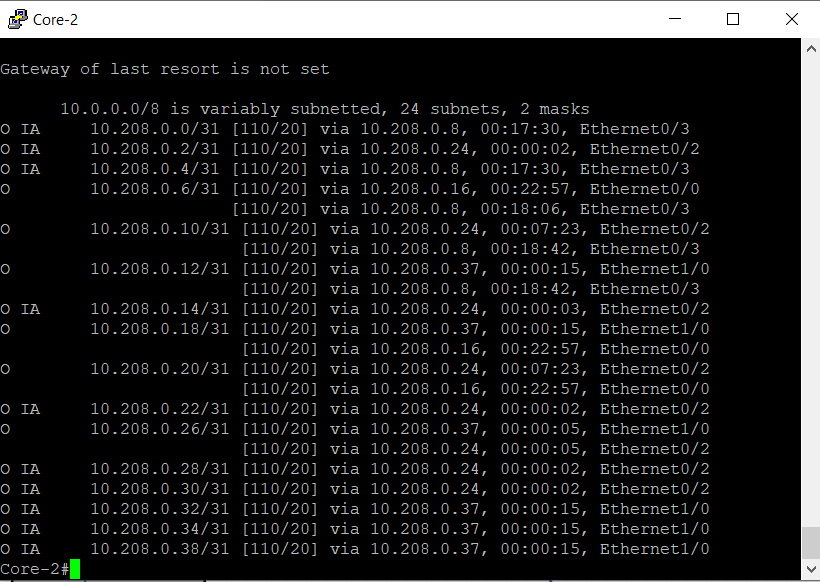 Core-2
Gateway of last resort is not set
10.0.0.0/8 is variably subnetted, 24 subnets, 2 masks
O IA     10.208.0.0/31 [110/20] via 10.208.0.8, 00:17:30, Ethernet0/3
O IA     10.208.0.2/31 [110/20] via 10.208.0.24, 00:00:02, Ethernet0/2
O IA     10.208.0.4/31 [110/20] via 10.208.0.8, 00:17:30, Ethernet0/3
O        10.208.0.6/31 [110/20] via 10.208.0.16, 00:22:57, Ethernet0/0
[110/20] via 10.208.0.8, 00:18:06, Ethernet0/3
O        10.208.0.10/31 [110/20] via 10.208.0.24, 00:07:23, Ethernet0/2
[110/20] via 10.208.0.8, 00:18:42, Ethernet0/3
O        10.208.0.12/31 [110/20] via 10.208.0.37, 00:00:15, Ethernet1/0
[110/20] via 10.208.0.8, 00:18:42, Ethernet0/3
O IA     10.208.0.14/31 [110/20] via 10.208.0.24, 00:00:03, Ethernet0/2
O        10.208.0.18/31 [110/20] via 10.208.0.37, 00:00:15, Ethernet1/0
[110/20] via 10.208.0.16, 00:22:57, Ethernet0/0
O        10.208.0.20/31 [110/20] via 10.208.0.24, 00:07:23, Ethernet0/2
[110/20] via 10.208.0.16, 00:22:57, Ethernet0/0
O IA     10.208.0.22/31 [110/20] via 10.208.0.24, 00:00:02, Ethernet0/2
O        10.208.0.26/31 [110/20] via 10.208.0.37, 00:00:05, Ethernet1/0
[110/20] via 10.208.0.24, 00:00:05, Ethernet0/2
O IA     10.208.0.28/31 [110/20] via 10.208.0.24, 00:00:02, Ethernet0/2
O IA     10.208.0.30/31 [110/20] via 10.208.0.24, 00:00:02, Ethernet0/2
O IA     10.208.0.32/31 [110/20] via 10.208.0.37, 00:00:15, Ethernet1/0
O IA     10.208.0.34/31 [110/20] via 10.208.0.37, 00:00:15, Ethernet1/0
O IA     10.208.0.38/31 [110/20] via 10.208.0.37, 00:00:15, Ethernet1/0
Core-2#